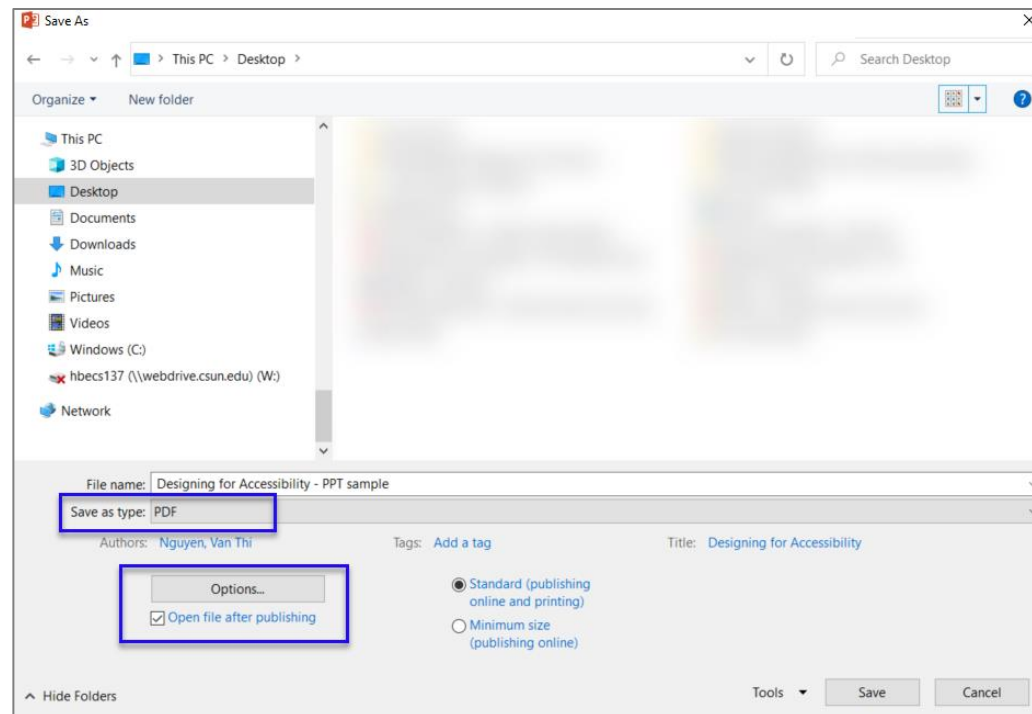 Save As
This PC > Desktop >
Search Desktop
Organize
New folder
This PC
3D Objects
Desktop
Documents
Downloads
Music
Pictures
Videos
Windows (C:)
hbecs137 (\\webdrive.csun.edu) (W:)
Network
File name: Designing for Accessibility - PPT sample
Save as type: PDF
Authors: Nguyen, Van Thi Tags: Add a tag Title: Designing for Accessibility
Options...
Open file after publishing
Standard (publishing
online and printing)
Minimum size
(publishing online)
Hide Folders
Tools
Save
Cancel